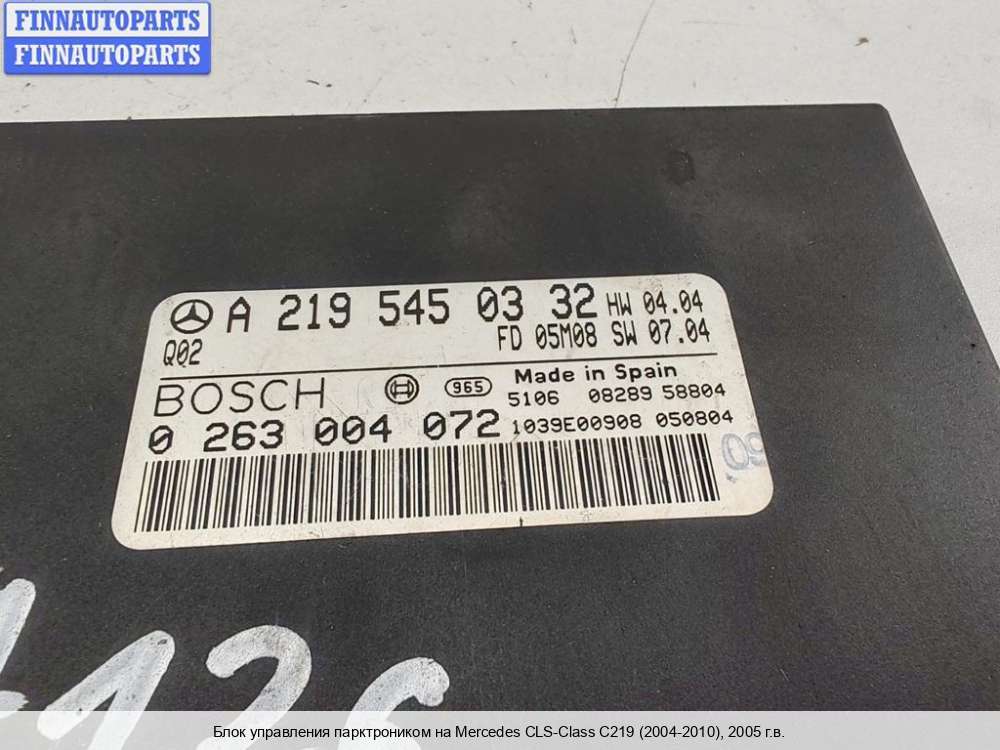 FINNAUTOPARTS
FINNAUTOPARTS
A 219 545 03 32 HW 04.04
Q02 FD 05M08 SW 07.04
BOSCH 965 Made in Spain
5106 08289 58804
0 263 004 072 1039E00908 050804
Блок управления парктроником на Mercedes CLS-Class C219 (2004-2010), 2005 г.в.